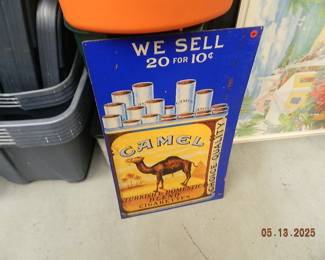 WE SELL
20 FOR 10¢
CAMEL
TURKISH & DOMESTIC
BLEND
CIGARETTES
CHOICE QUALITY
05.13.2025